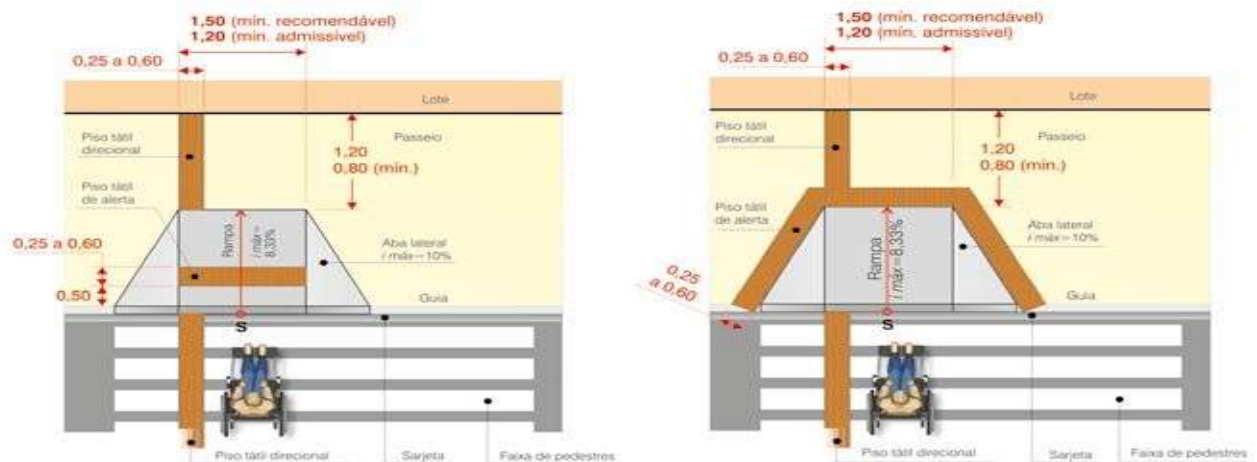 1,50 (mín. recomendável)
1,20 (mín. admissível)
0,25 a 0,60
Lote
Piso tátil
direcional
Passeio
1,20
0,80 (mín.)
Piso tátil
de alerta
Rampa
i máx=
8,33%
Aba lateral
i máx=10%
0,25 a 0,60
0,50
Guia
S
Piso tátil direcional
Sarjeta
Faixa de pedestres
1,50 (mín. recomendável)
1,20 (mín. admissível)
0,25 a 0,60
Lote
Piso tátil
direcional
Passeio
1,20
0,80 (mín.)
Piso tátil
de alerta
Rampa
i máx=8,33%
Aba lateral
i máx=10%
0,25
a 0,60
Guia
S
Piso tátil direcional
Sarjeta
Faixa de pedestres